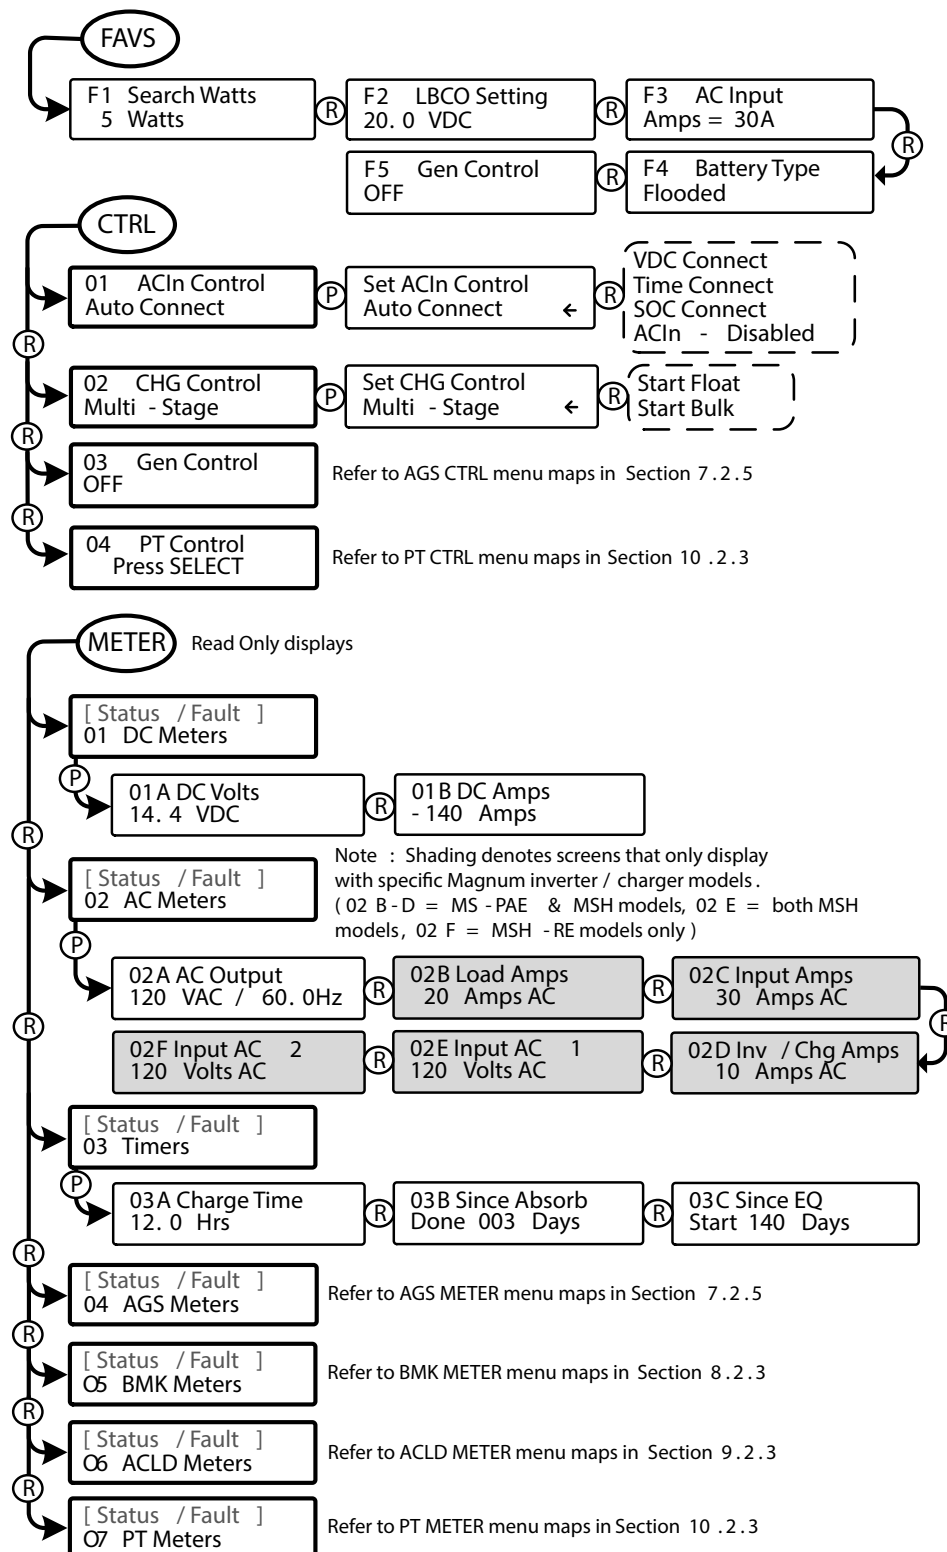 FAVS
F1 Search Watts
5 Watts
R
F2 LBCO Setting
20.0 VDC
R
F3 AC Input
Amps = 30A
R
F4 Battery Type
Flooded
R
F5 Gen Control
OFF
CTRL
01 ACIn Control
Auto Connect
P
Set ACIn Control
Auto Connect ←
R
VDC Connect
Time Connect
SOC Connect
ACIn - Disabled
R
02 CHG Control
Multi - Stage
P
Set CHG Control
Multi - Stage ←
R
Start Float
Start Bulk
R
03 Gen Control
OFF
Refer to AGS CTRL menu maps in Section 7.2.5
R
04 PT Control
Press SELECT
Refer to PT CTRL menu maps in Section 10.2.3
METER
Read Only displays
[Status / Fault ]
01 DC Meters
P
01A DC Volts
14.4 VDC
R
01B DC Amps
- 140 Amps
R
Note : Shading denotes screens that only display
with specific Magnum inverter / charger models.
( 02 B-D = MS -PAE & MSH models, 02 E = both MSH
models, 02 F = MSH -RE models only )
[Status / Fault ]
02 AC Meters
P
02A AC Output
120 VAC / 60.0Hz
R
02B Load Amps
20 Amps AC
R
02C Input Amps
30 Amps AC
R
02D Inv / Chg Amps
10 Amps AC
R
02E Input AC 1
120 Volts AC
R
02F Input AC 2
120 Volts AC
R
[Status / Fault ]
03 Timers
P
03A Charge Time
12.0 Hrs
R
03B Since Absorb
Done 003 Days
R
03C Since EQ
Start 140 Days
R
[Status / Fault ]
04 AGS Meters
Refer to AGS METER menu maps in Section 7.2.5
R
[Status / Fault ]
O5 BMK Meters
Refer to BMK METER menu maps in Section 8.2.3
R
[Status / Fault ]
O6 ACLD Meters
Refer to ACLD METER menu maps in Section 9.2.3
R
[Status / Fault ]
O7 PT Meters
Refer to PT METER menu maps in Section 10.2.3